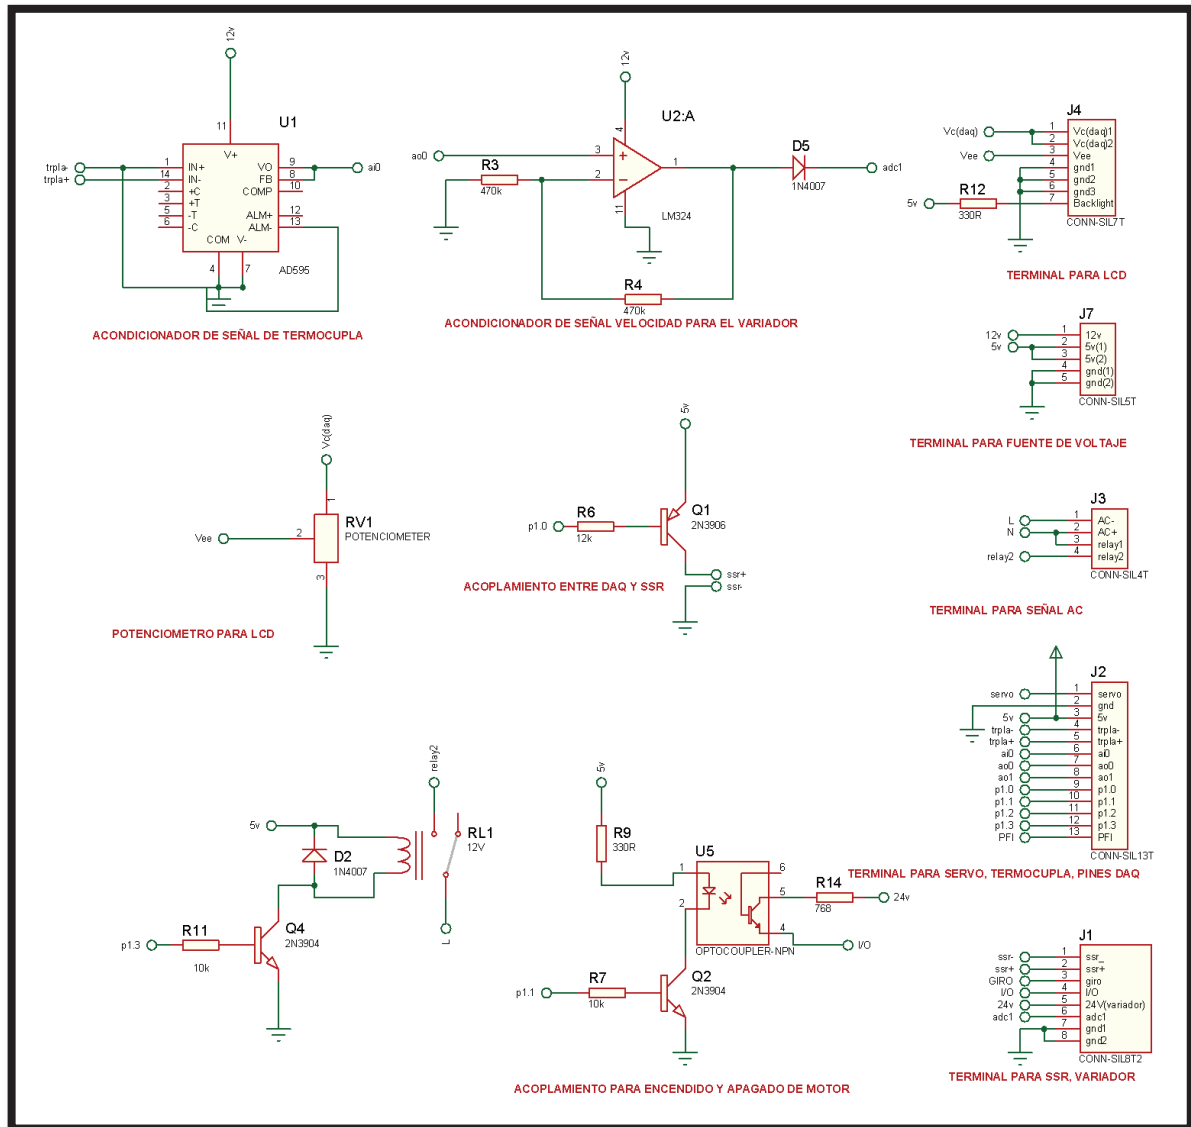 12v
U1
11
V+
trpla-
trpla+
1 IN+ VO 9
14 IN- FB 8
2 +C COMP 10
3 +T
5 -T ALM+ 12
6 -C ALM- 13
COM V-
4 7
AD595
ai0
ACONDICIONADOR DE SEÑAL DE TERMOCUPLA
12v
U2:A
4
ao0
3
R3
470k
2
1
11
LM324
D5
1N4007
adc1
R4
470k
ACONDICIONADOR DE SEÑAL VELOCIDAD PARA EL VARIADOR
J4
Vc(daq) 1 Vc(daq)1
2 Vc(daq)2
Vee 3 Vee
4 gnd1
5 gnd2
6 gnd3
7 Backlight
5v
R12
330R
CONN-SIL7T
TERMINAL PARA LCD
J7
12v 1 12v
5v 2 5v(1)
3 5v(2)
4 gnd(1)
5 gnd(2)
CONN-SIL5T
TERMINAL PARA FUENTE DE VOLTAJE
Vc(daq)
1
RV1
POTENCIOMETER
Vee
2
3
POTENCIOMETRO PARA LCD
5v
Q1
2N3906
p1.0
R6
12k
ssr+
ssr-
ACOPLAMIENTO ENTRE DAQ Y SSR
J3
L 1 AC-
N 2 AC+
3 relay1
relay2 4 relay2
CONN-SIL4T
TERMINAL PARA SEÑAL AC
J2
servo 1 servo
2 gnd
5v 3 5v
trpla- 4 trpla-
trpla+ 5 trpla+
ai0 6 ai0
ao0 7 ao0
ao1 8 ao1
p1.0 9 p1.0
p1.1 10 p1.1
p1.2 11 p1.2
p1.3 12 p1.3
PFI 13 PFI
CONN-SIL13T
TERMINAL PARA SERVO, TERMOCUPLA, PINES DAQ
relay2
5v
D2
1N4007
RL1
12V
L
Q4
2N3904
p1.3
R11
10k
5v
R9
330R
U5
1
2
6
5
4
OPTOCOUPLER-NPN
R14
768
24v
I/O
Q2
2N3904
p1.1
R7
10k
ACOPLAMIENTO PARA ENCENDIDO Y APAGADO DE MOTOR
J1
ssr- 1 ssr_
ssr+ 2 ssr+
GIRO 3 giro
I/O 4 I/O
24v 5 24V(variador)
adc1 6 adc1
7 gnd1
8 gnd2
CONN-SIL8T2
TERMINAL PARA SSR, VARIADOR